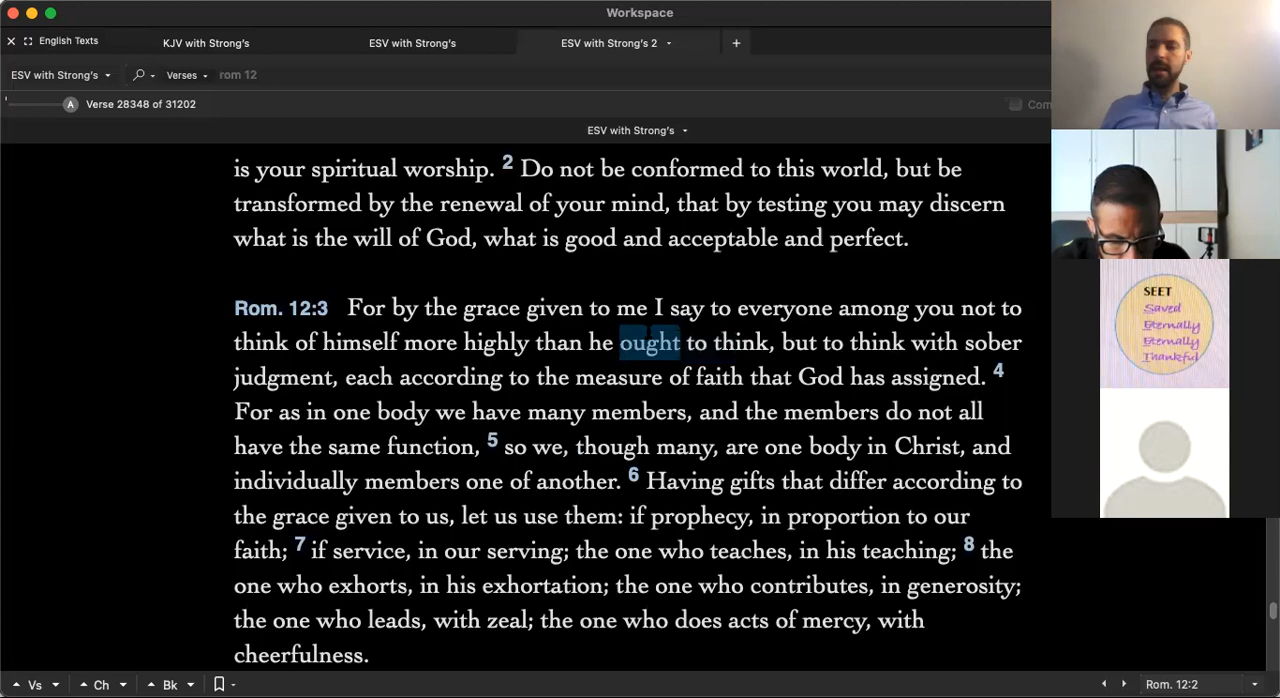 Workspace
English Texts
KJV with Strong's
ESV with Strong's
ESV with Strong's 2
+
ESV with Strong's
Verses
rom 12
A
Verse 28348 of 31202
Com
ESV with Strong's
is your spiritual worship. 2 Do not be conformed to this world, but be
transformed by the renewal of your mind, that by testing you may discern
what is the will of God, what is good and acceptable and perfect.
Rom. 12:3 For by the grace given to me I say to everyone among you not to
think of himself more highly than he ought to think, but to think with sober
judgment, each according to the measure of faith that God has assigned. 4
For as in one body we have many members, and the members do not all
have the same function, 5 so we, though many, are one body in Christ, and
individually members one of another. 6 Having gifts that differ according to
the grace given to us, let us use them: if prophecy, in proportion to our
faith; 7 if service, in our serving; the one who teaches, in his teaching; 8 the
one who exhorts, in his exhortation; the one who contributes, in generosity;
the one who leads, with zeal; the one who does acts of mercy, with
cheerfulness.
SEET
Saved
Eternally
Eternally
Thankful
Vs
Ch
Bk
Rom. 12:2